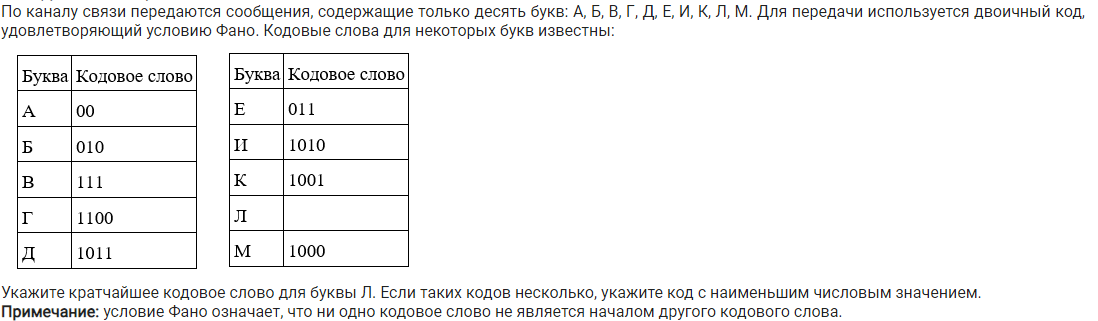 По каналу связи передаются сообщения, содержащие только десять букв: А, Б, В, Г, Д, Е, И, К, Л, М. Для передачи используется двоичный код,
удовлетворяющий условию Фано. Кодовые слова для некоторых букв известны:
Буква Кодовое слово
А 00
Б 010
В 111
Г 1100
Д 1011
Буква Кодовое слово
Е 011
И 1010
К 1001
Л
М 1000
Укажите кратчайшее кодовое слово для буквы Л. Если таких кодов несколько, укажите код с наименьшим числовым значением.
Примечание: условие Фано означает, что ни одно кодовое слово не является началом другого кодового слова.